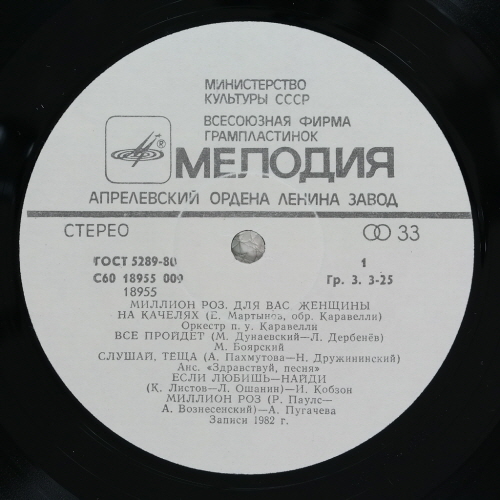 МИНИСТЕРСТВО
КУЛЬТУРЫ СССР
ВСЕСОЮЗНАЯ ФИРМА
ГРАМПЛАСТИНОК
®
МЕЛОДИЯ
АПРЕЛЕВСКИЙ ОРДЕНА ЛЕНИНА ЗАВОД
СТЕРЕО
33
ГОСТ 5289-80
1
С60 18955 009
Гр. 3. 3-25
18955
МИЛЛИОН РОЗ. ДЛЯ ВАС ЖЕНЩИНЫ
НА КАЧЕЛЯХ (Е. Мартынов, обр. Каравелли)
Оркестр п. у. Каравелли
ВСЕ ПРОЙДЕТ (М. Дунаевский—Л. Дербенёв)
М. Боярский
СЛУШАЙ, ТЕЩА (А. Пахмутова—Н. Дружининский)
Анс. «Здравствуй, песня»
ЕСЛИ ЛЮБИШЬ—НАЙДИ
(К. Листов—Л. Ошанин)—И. Кобзон
МИЛЛИОН РОЗ (Р. Паулс—
А. Вознесенский)—А. Пугачева
Записи 1982 г.